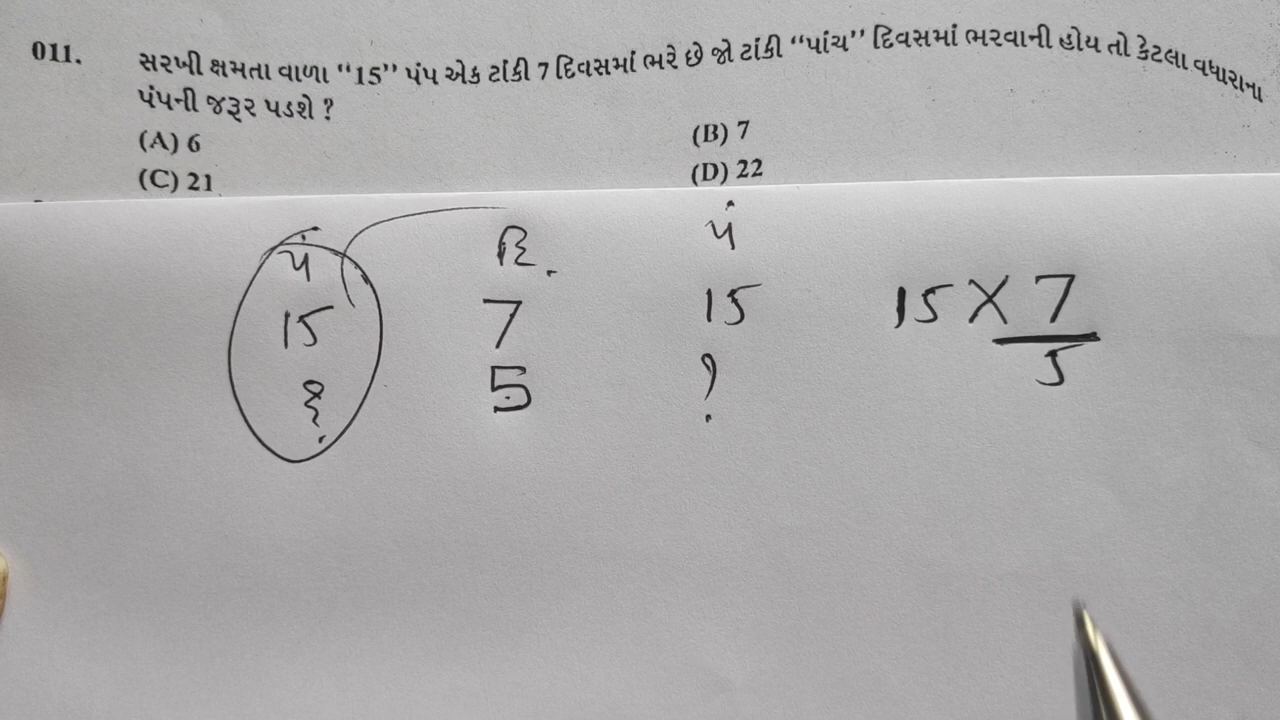 011. સરખી ક્ષમતા વાળા “15” પંપ એક ટાંકી 7 દિવસમાં ભરે છે જો ટાંકી “પાંચ” દિવસમાં ભરવાની હોય તો કેટલા વધારાના
પંપની જરૂર પડશે ?
(A) 6 (B) 7
(C) 21 (D) 22
પં દિ. પં
15 7 15 15 X 7
? 5 ? 5